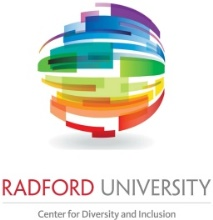 RADFORD UNIVERSITY
Center for Diversity and Inclusion